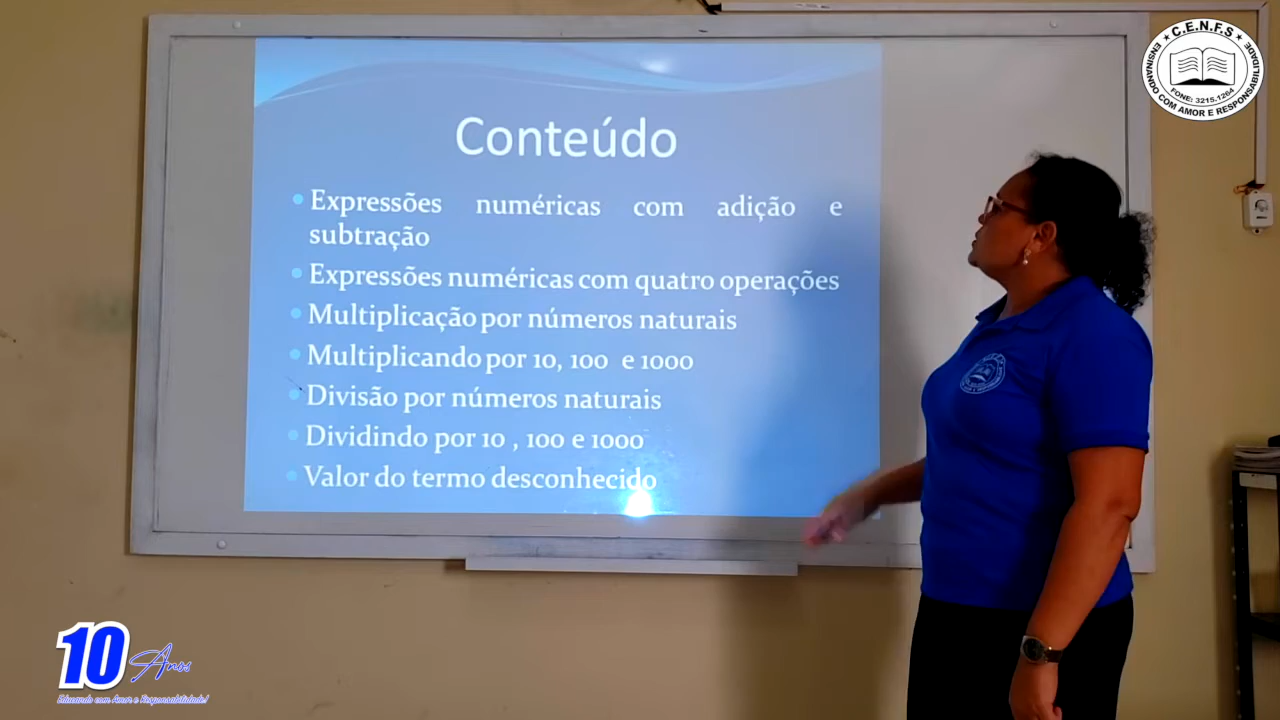 C.E.N.F.S
ENSINANDO COM AMOR E RESPONSABILIDADE
FONE: 3215.1264
Conteúdo
Expressões numéricas com adição e
subtração
Expressões numéricas com quatro operações
Multiplicação por números naturais
Multiplicando por 10, 100 e 1000
Divisão por números naturais
Dividindo por 10 , 100 e 1000
Valor do termo desconhecido
10 Anos
Educando com Amor e Responsabilidade!